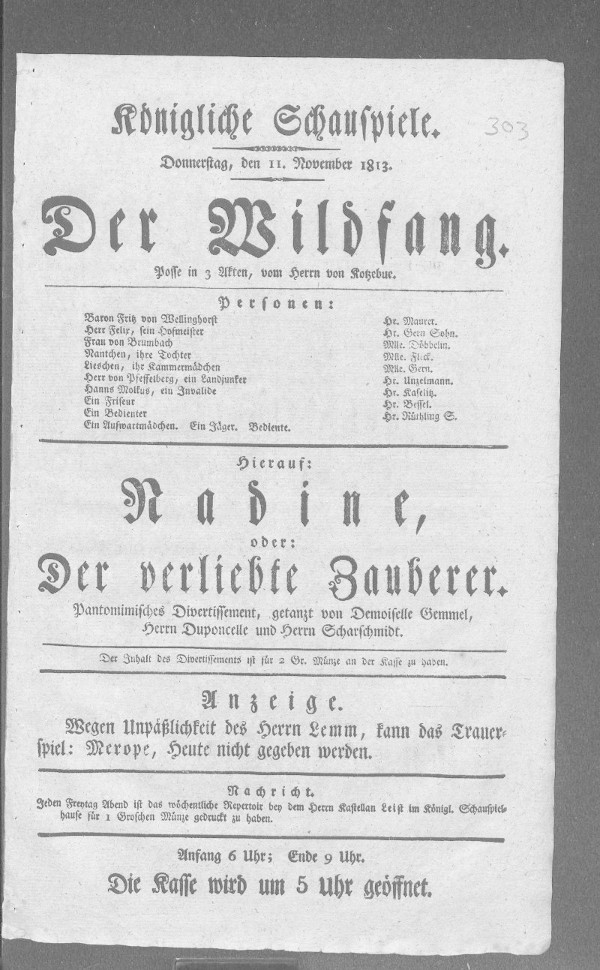 303
Königliche Schauspiele.
Donnerstag, den 11. November 1813.
Der Wildfang.
Posse in 3 Akten, vom Herrn von Kotzebue.
Personen:
Baron Fritz von Wellinghorst Hr. Maurer.
Herr Felix, sein Hofmeister Hr. Gern Sohn.
Frau von Brumbach Mlle. Döbbelin.
Nantchen, ihre Tochter Mlle. Fleck.
Lieschen, ihr Kammermädchen Mlle. Gern.
Herr von Pfeffelberg, ein Landjunker Hr. Unzelmann.
Hanns Molkus, ein Invalide Hr. Kaselitz.
Ein Friseur Hr. Bessel.
Ein Bedienter Hr. Rüthling S.
Ein Aufwartmädchen. Ein Jäger. Bediente.
Hierauf:
Nadine,
oder:
Der verliebte Zauberer.
Pantomimisches Divertissement, getanzt von Demoiselle Gemmel,
Herrn Duponcelle und Herrn Scharschmidt.
Der Inhalt des Divertissements ist für 2 Gr. Münze an der Kasse zu haben.
Anzeige.
Wegen Unpäßlichkeit des Herrn Lemm, kann das Trauer-
spiel: Merope, Heute nicht gegeben werden.
Nachricht.
Jeden Freytag Abend ist das wöchentliche Repertoir bey dem Herrn Kastellan Leist im Königl. Schauspiel-
hause für 1 Groschen Münze gedruckt zu haben.
Anfang 6 Uhr; Ende 9 Uhr.
Die Kasse wird um 5 Uhr geöffnet.